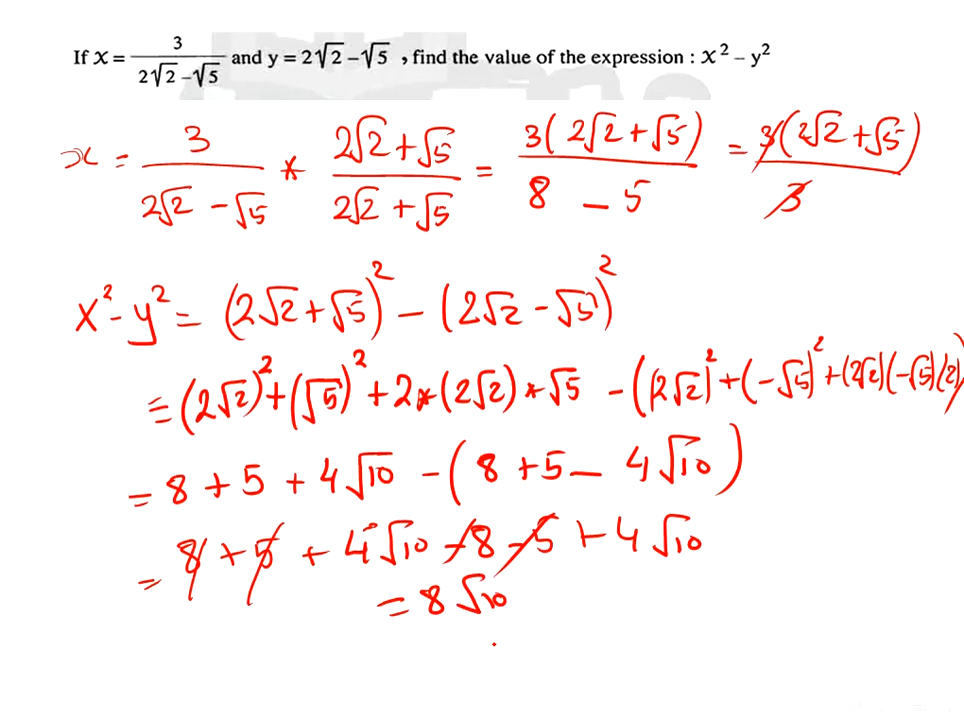 If x = 3/(2√2 − √5) and y = 2√2 − √5 , find the value of the expression : x² − y²
x = 3/(2√2 − √5) * (2√2 + √5)/(2√2 + √5) = 3(2√2 + √5)/(8 − 5) = 3(2√2 + √5)/3
x² − y² = (2√2 + √5)² − (2√2 − √5)²
= (2√2)² + (√5)² + 2*(2√2)*√5 − ((2√2)² + (−√5)² + (2√2)(−√5)(2)
= 8 + 5 + 4√10 − (8 + 5 − 4√10)
= 8 + 5 + 4√10 − 8 − 5 + 4√10
= 8√10